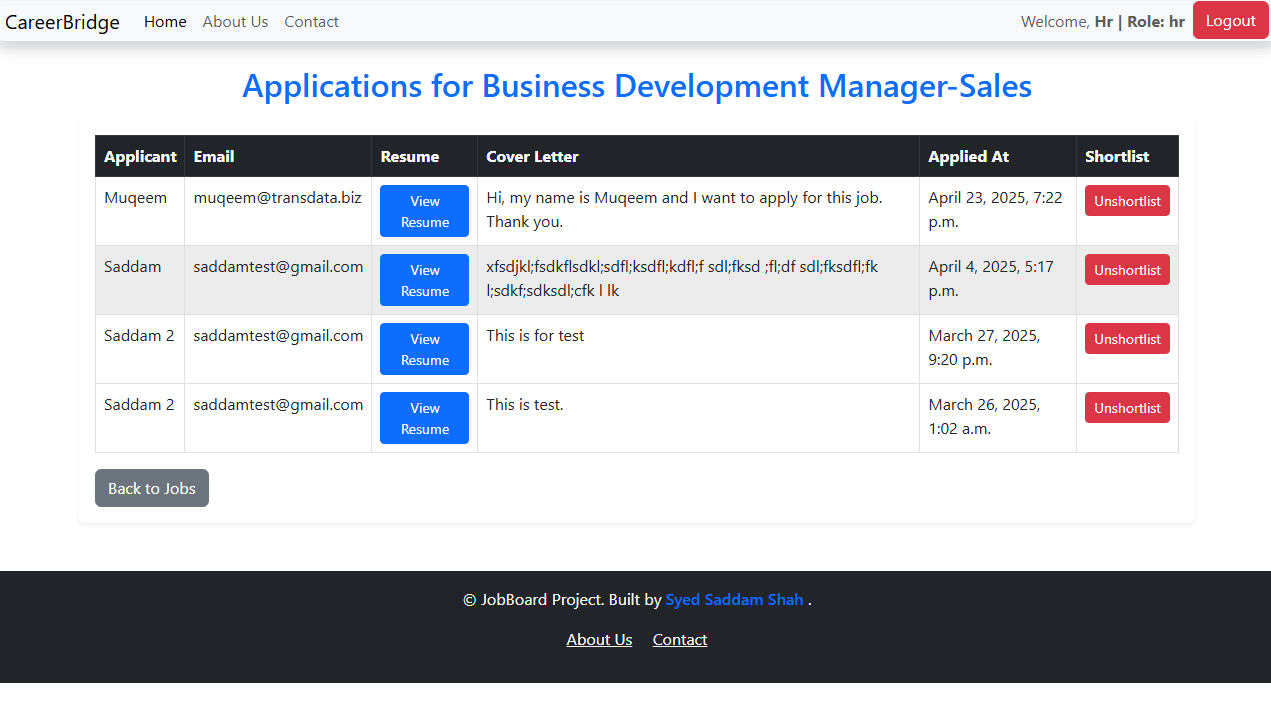 CareerBridge Home About Us Contact Welcome, Hr | Role: hr Logout
Applications for Business Development Manager-Sales
Applicant Email Resume Cover Letter Applied At Shortlist
Muqeem muqeem@transdata.biz View Resume Hi, my name is Muqeem and I want to apply for this job. Thank you. April 23, 2025, 7:22 p.m. Unshortlist
Saddam saddamtest@gmail.com View Resume xfsdjkl;fsdkflsdkl;sdfl;ksdfl;kdfl;f sdl;fksd ;fl;df sdl;fksdfl;fk l;sdkf;sdksdl;cfk l lk April 4, 2025, 5:17 p.m. Unshortlist
Saddam 2 saddamtest@gmail.com View Resume This is for test March 27, 2025, 9:20 p.m. Unshortlist
Saddam 2 saddamtest@gmail.com View Resume This is test. March 26, 2025, 1:02 a.m. Unshortlist
Back to Jobs
© JobBoard Project. Built by Syed Saddam Shah .
About Us Contact